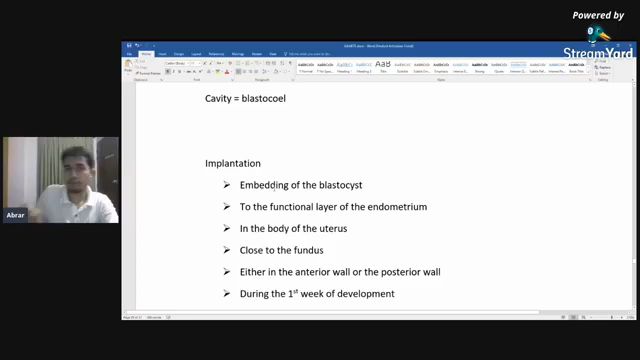 Powered by
StreamYard
Cavity = blastocoel
Implantation
➢ Embedding of the blastocyst
➢ To the functional layer of the endometrium
➢ In the body of the uterus
➢ Close to the fundus
➢ Either in the anterior wall or the posterior wall
➢ During the 1st week of development
Abrar